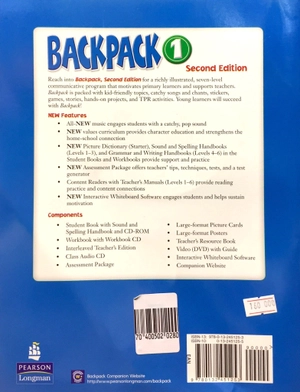 BACKPACK 1
Second Edition
Reach into Backpack, Second Edition for a richly illustrated, seven-level
communicative program that motivates primary learners and supports teachers.
Backpack is packed with kid-friendly topics, catchy songs and chants, stickers,
games, stories, hands-on projects, and TPR activities. Young learners will succeed
with Backpack!
NEW Features
• All-NEW music engages students with a catchy, pop sound
• NEW values curriculum provides character education and strengthens the
home-school connection
• NEW Picture Dictionary (Starter), Sound and Spelling Handbooks
(Levels 1–3), and Grammar and Writing Handbooks (Levels 4–6) in the
Student Books and Workbooks provide support and practice
• NEW Assessment Package offers teachers' tips, techniques, tests, and a test
generator
• Content Readers with Teacher's Manuals (Levels 1–6) provide reading
practice and content connections
• NEW Interactive Whiteboard Software engages students and helps sustain
motivation
Components
• Student Book with Sound and
Spelling Handbook and CD-ROM
• Workbook with Workbook CD
• Interleaved Teacher's Edition
• Class Audio CD
• Assessment Package
• Large-format Picture Cards
• Large-format Posters
• Teacher's Resource Book
• Video (DVD) with Guide
• Interactive Whiteboard Software
• Companion Website
PEARSON
Longman
Backpack Companion Website
http://www.pearsonlongman.com/backpack